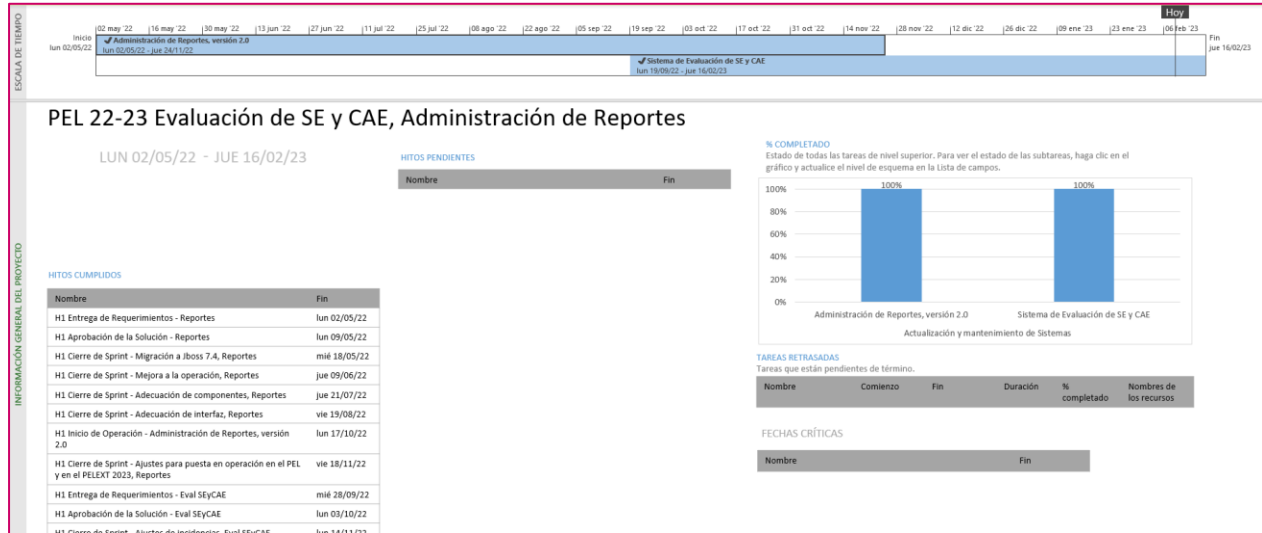 Hoy
ESCALA DE TIEMPO
|02 may '22 |16 may '22 |30 may '22 |13 jun '22 |27 jun '22 |11 jul '22 |25 jul '22 |08 ago '22 |22 ago '22 |05 sep '22 |19 sep '22 |03 oct '22 |17 oct '22 |31 oct '22 |14 nov '22 |28 nov '22 |12 dic '22 |26 dic '22 |09 ene '23 |23 ene '23 |06 feb '23
Inicio
lun 02/05/22
Administración de Reportes, versión 2.0
lun 02/05/22 - jue 24/11/22
Fin
jue 16/02/23
Sistema de Evaluación de SE y CAE
lun 19/09/22 - jue 16/02/23
INFORMACIÓN GENERAL DEL PROYECTO
PEL 22-23 Evaluación de SE y CAE, Administración de Reportes
LUN 02/05/22 - JUE 16/02/23
HITOS CUMPLIDOS
Nombre Fin
H1 Entrega de Requerimientos - Reportes lun 02/05/22
H1 Aprobación de la Solución - Reportes lun 09/05/22
H1 Cierre de Sprint - Migración a Jboss 7.4, Reportes mié 18/05/22
H1 Cierre de Sprint - Mejora a la operación, Reportes jue 09/06/22
H1 Cierre de Sprint - Adecuación de componentes, Reportes jue 21/07/22
H1 Cierre de Sprint - Adecuación de interfaz, Reportes vie 19/08/22
H1 Inicio de Operación - Administración de Reportes, versión lun 17/10/22
2.0
H1 Cierre de Sprint - Ajustes para puesta en operación en el PEL vie 18/11/22
y en el PELEXT 2023, Reportes
H1 Entrega de Requerimientos - Eval SEyCAE mié 28/09/22
H1 Aprobación de la Solución - Eval SEyCAE lun 03/10/22
H1 Cierre de Sprint - Ajustes de incidencias, Eval SEyCAE lun 14/11/22
HITOS PENDIENTES
Nombre Fin
% COMPLETADO
Estado de todas las tareas de nivel superior. Para ver el estado de las subtareas, haga clic en el
gráfico y actualice el nivel de esquema en la Lista de campos.
100% 100%
100%
80%
60%
40%
20%
0%
Administración de Reportes, versión 2.0 Sistema de Evaluación de SE y CAE
Actualización y mantenimiento de Sistemas
TAREAS RETRASADAS
Tareas que están pendientes de término.
Nombre Comienzo Fin Duración % Nombres de
completado los recursos
FECHAS CRÍTICAS
Nombre Fin